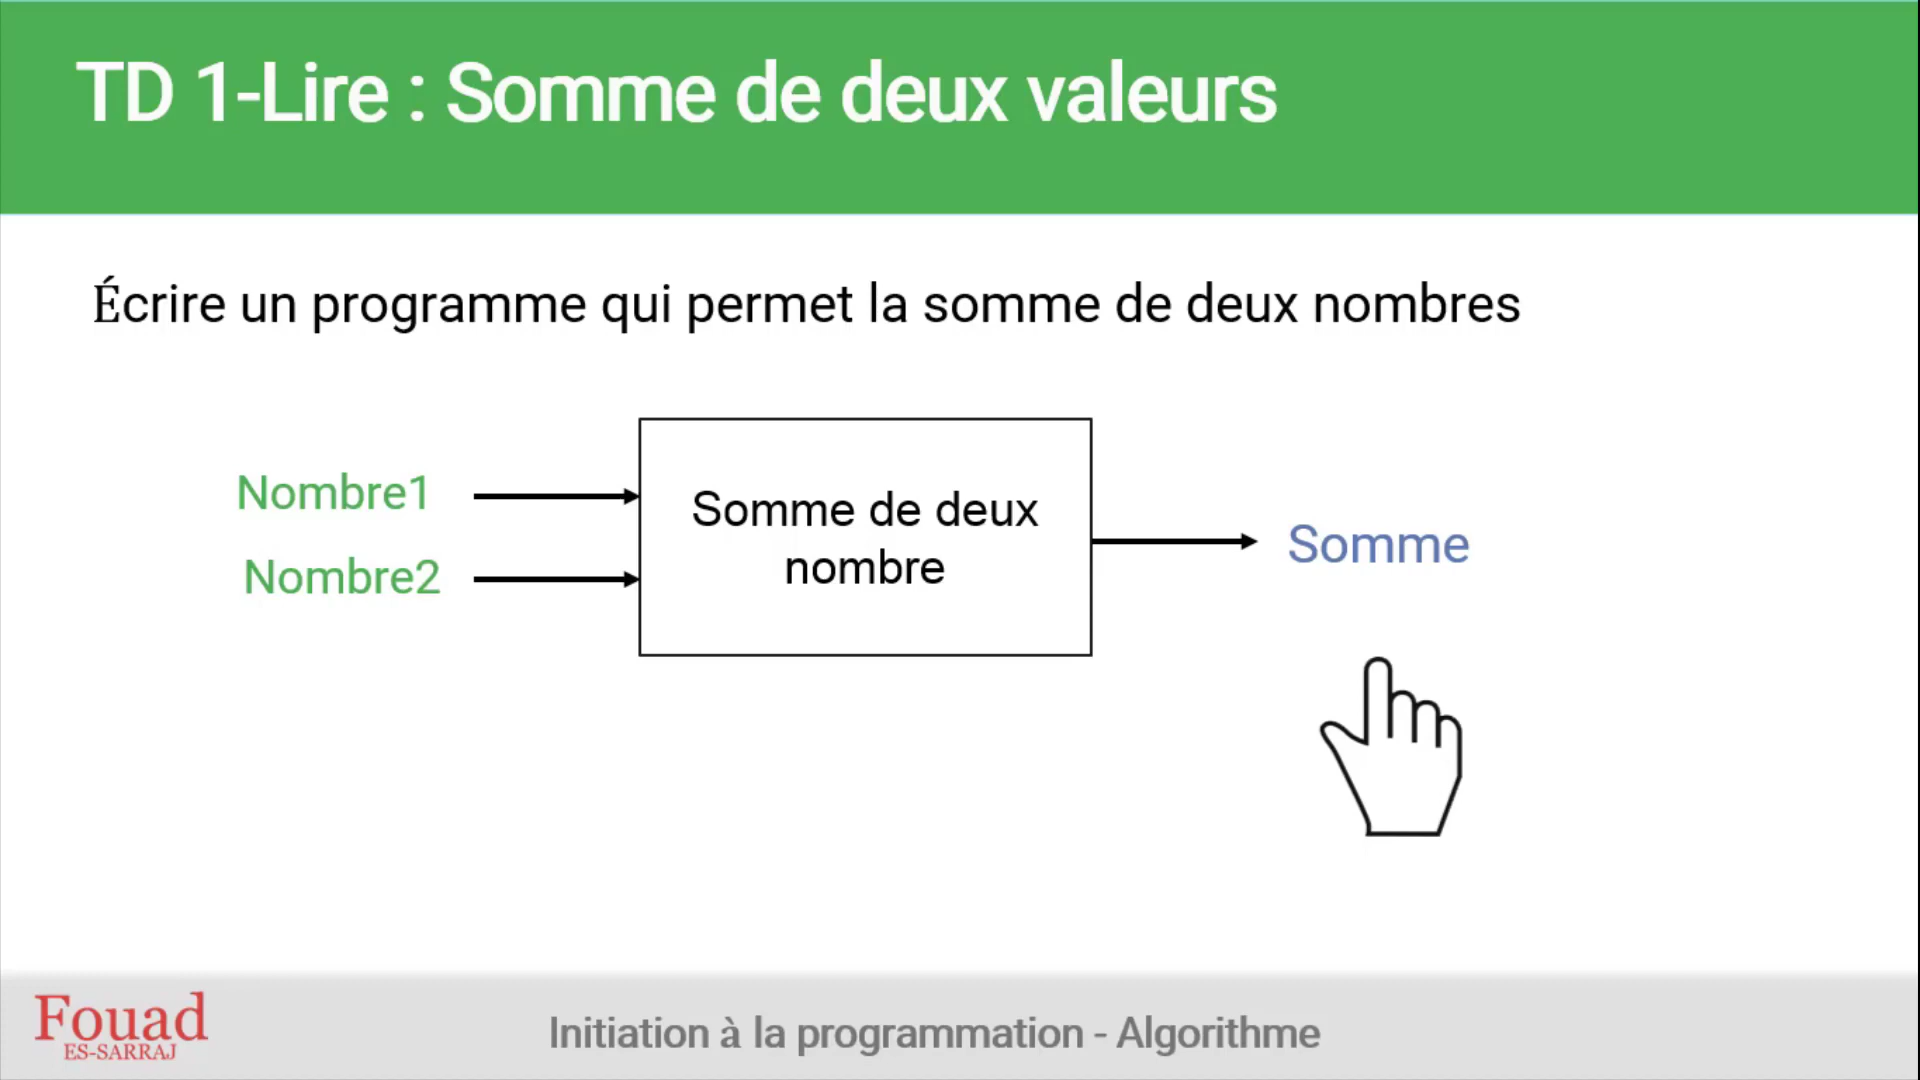 TD 1-Lire : Somme de deux valeurs
Écrire un programme qui permet la somme de deux nombres
Nombre1
Nombre2
Somme de deux
nombre
Somme
Fouad
ES-SARRAJ
Initiation à la programmation - Algorithme